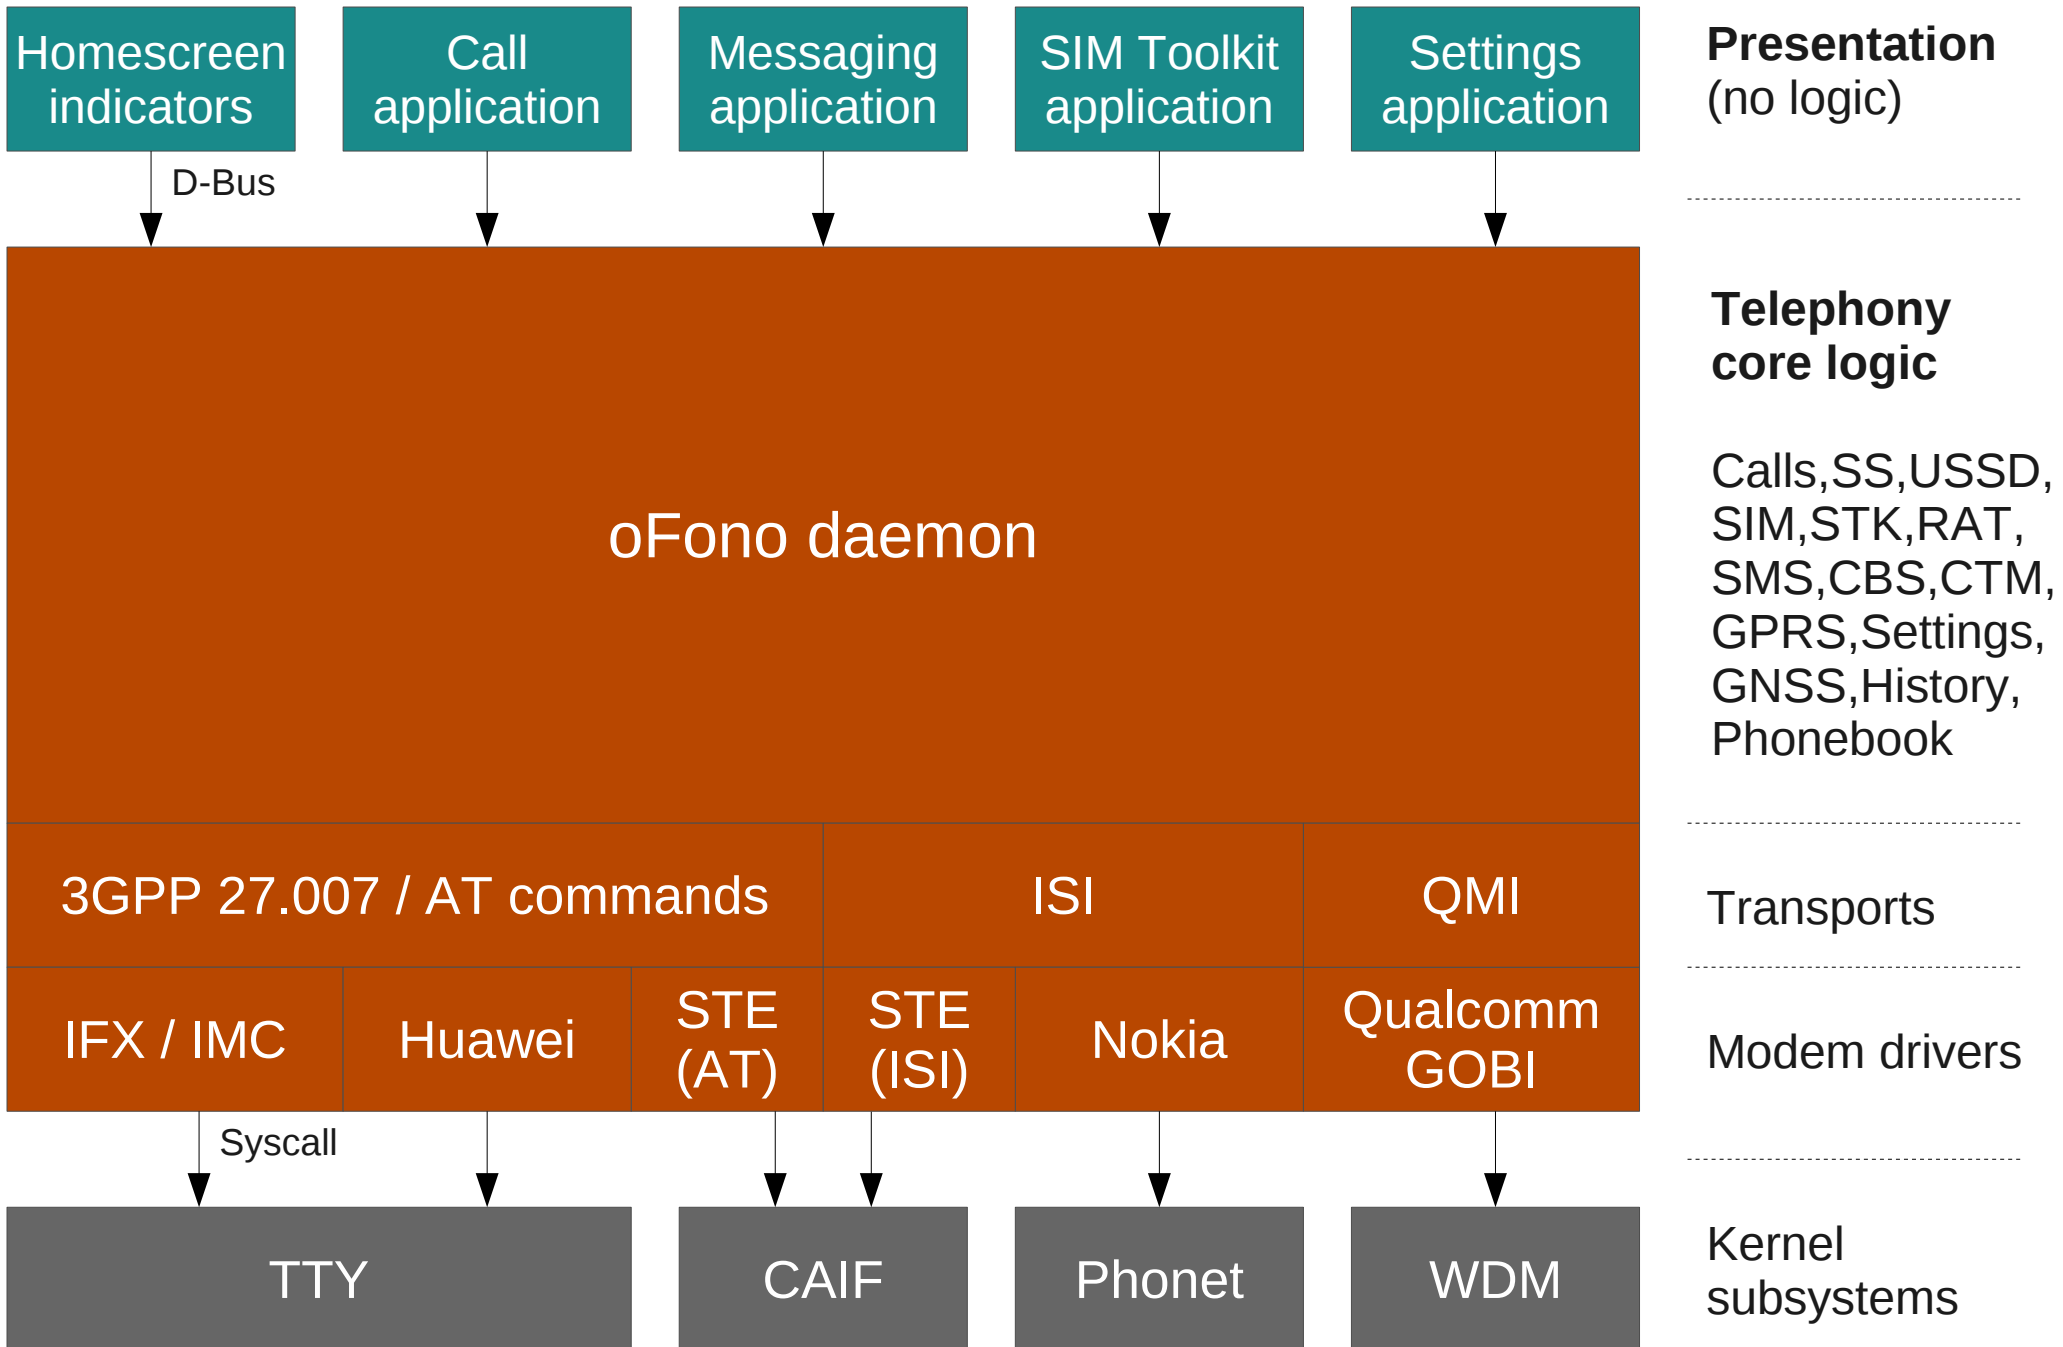 Homescreen
indicators
Call
application
Messaging
application
SIM Toolkit
application
Settings
application
Presentation
(no logic)
D-Bus
oFono daemon
Telephony
core logic
Calls,SS,USSD,
SIM,STK,RAT,
SMS,CBS,CTM,
GPRS,Settings,
GNSS,History,
Phonebook
3GPP 27.007 / AT commands
ISI
QMI
Transports
IFX / IMC
Huawei
STE
(AT)
STE
(ISI)
Nokia
Qualcomm
GOBI
Modem drivers
Syscall
TTY
CAIF
Phonet
WDM
Kernel
subsystems